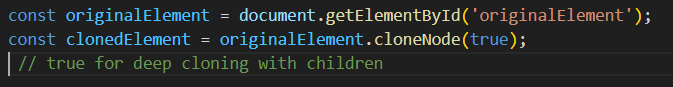 const originalElement = document.getElementById('originalElement');
const clonedElement = originalElement.cloneNode(true);
// true for deep cloning with children